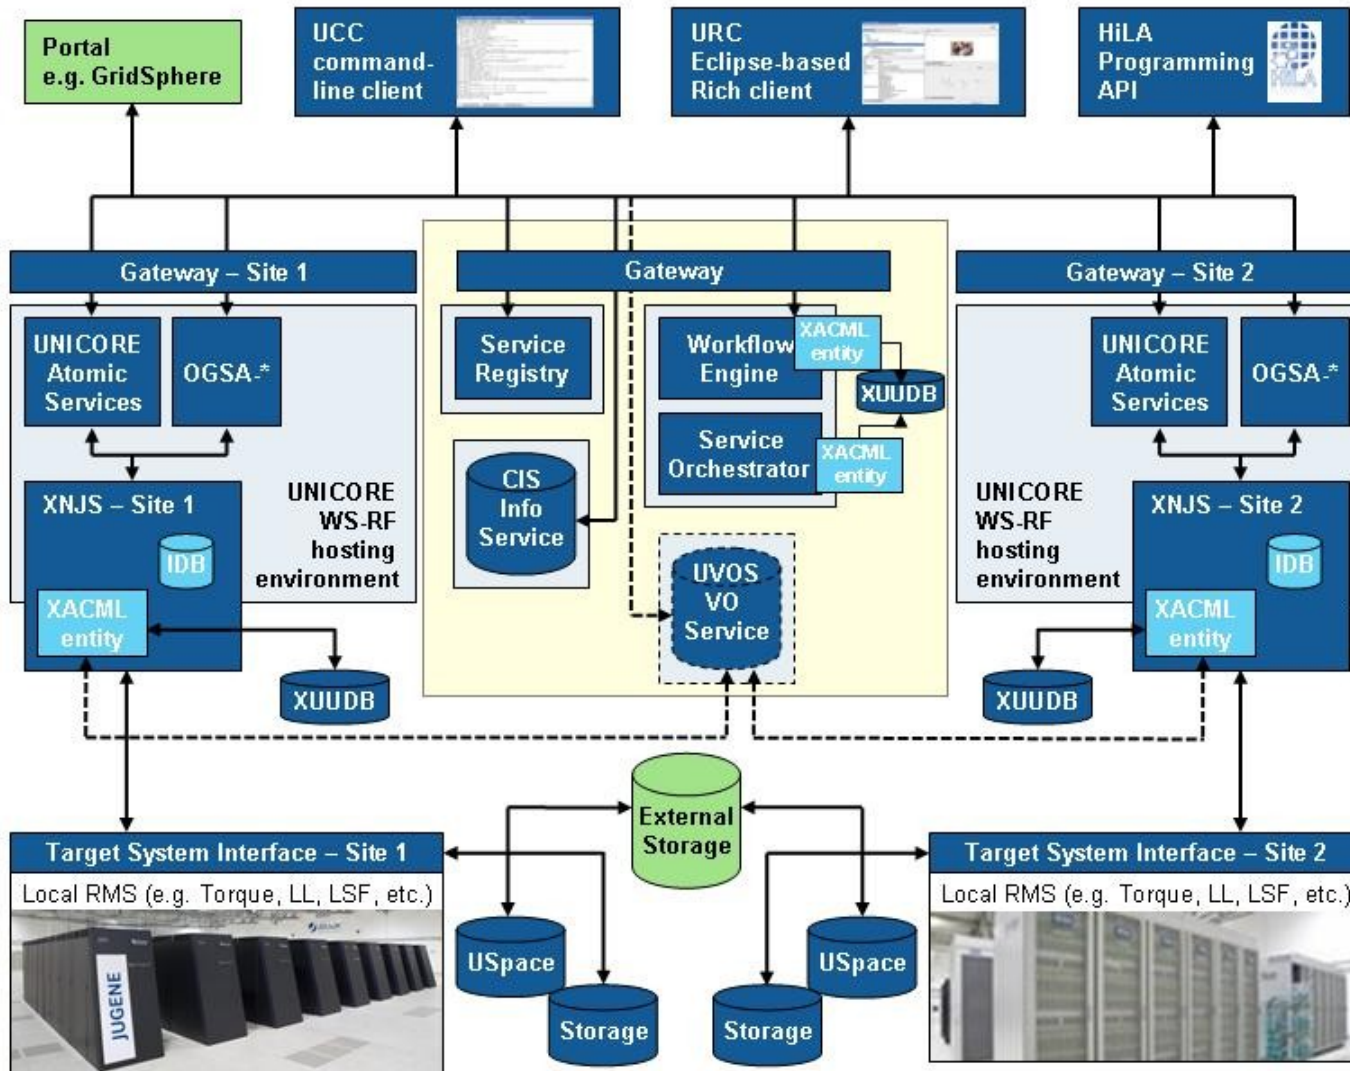 Portal
e.g. GridSphere
UCC
command-
line client
URC
Eclipse-based
Rich client
HiLA
Programming
API
HiLA
Gateway – Site 1
Gateway
Gateway – Site 2
UNICORE
Atomic
Services
OGSA-*
Service
Registry
Workflow
Engine
XACML
entity
XUUDB
Service
Orchestrator
XACML
entity
UNICORE
Atomic
Services
OGSA-*
CIS
Info
Service
XNJS – Site 1
IDB
XACML
entity
UNICORE
WS-RF
hosting
environment
XUUDB
UVOS
VO
Service
UNICORE
WS-RF
hosting
environment
XNJS – Site 2
IDB
XACML
entity
XUUDB
External
Storage
Target System Interface – Site 1
Local RMS (e.g. Torque, LL, LSF, etc.)
JUGENE
USpace
Storage
USpace
Storage
Target System Interface – Site 2
Local RMS (e.g. Torque, LL, LSF, etc.)